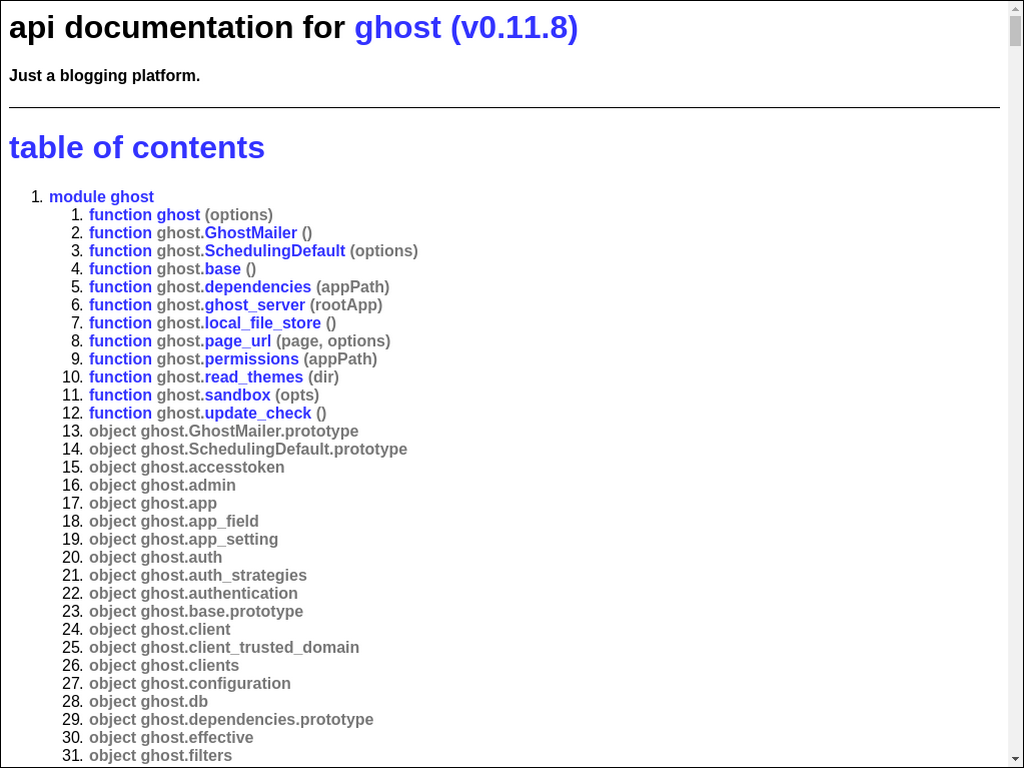 api documentation for ghost (v0.11.8)
Just a blogging platform.
table of contents
1. module ghost
1. function ghost (options)
2. function ghost.GhostMailer ()
3. function ghost.SchedulingDefault (options)
4. function ghost.base ()
5. function ghost.dependencies (appPath)
6. function ghost.ghost_server (rootApp)
7. function ghost.local_file_store ()
8. function ghost.page_url (page, options)
9. function ghost.permissions (appPath)
10. function ghost.read_themes (dir)
11. function ghost.sandbox (opts)
12. function ghost.update_check ()
13. object ghost.GhostMailer.prototype
14. object ghost.SchedulingDefault.prototype
15. object ghost.accesstoken
16. object ghost.admin
17. object ghost.app
18. object ghost.app_field
19. object ghost.app_setting
20. object ghost.auth
21. object ghost.auth_strategies
22. object ghost.authentication
23. object ghost.base.prototype
24. object ghost.client
25. object ghost.client_trusted_domain
26. object ghost.clients
27. object ghost.configuration
28. object ghost.db
29. object ghost.dependencies.prototype
30. object ghost.effective
31. object ghost.filters